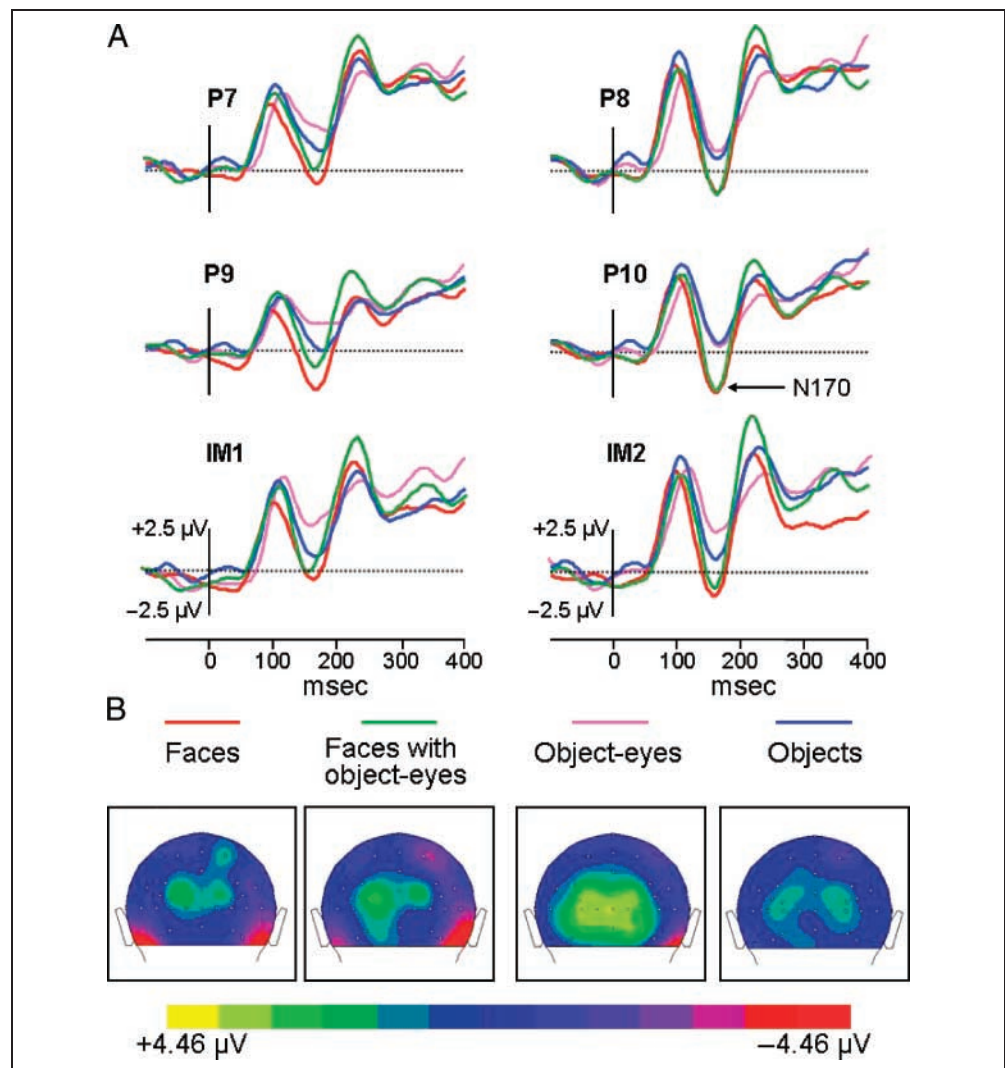 A
P7 P8
P9 P10
N170
IM1 IM2
+2.5 µV +2.5 µV
−2.5 µV −2.5 µV
0 100 200 300 400 0 100 200 300 400
msec msec
B
Faces Faces with object-eyes Object-eyes Objects
+4.46 µV −4.46 µV